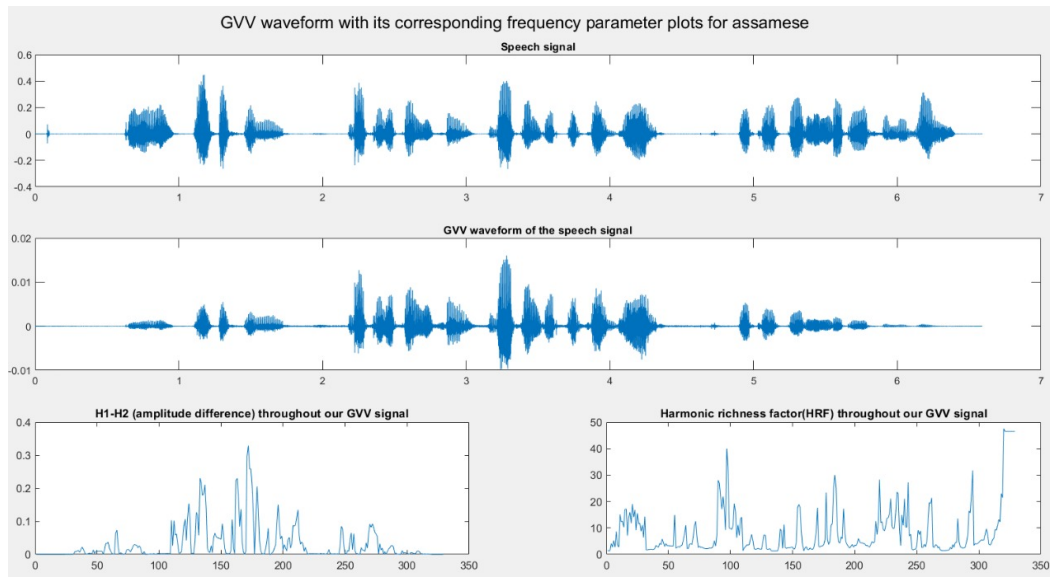 GVV waveform with its corresponding frequency parameter plots for assamese
Speech signal
0.6
0.4
0.2
0
-0.2
-0.4
0 1 2 3 4 5 6 7
GVV waveform of the speech signal
0.02
0.01
0
-0.01
0 1 2 3 4 5 6 7
H1-H2 (amplitude difference) throughout our GVV signal
0.4
0.3
0.2
0.1
0
0 50 100 150 200 250 300 350
Harmonic richness factor(HRF) throughout our GVV signal
50
40
30
20
10
0
0 50 100 150 200 250 300 350